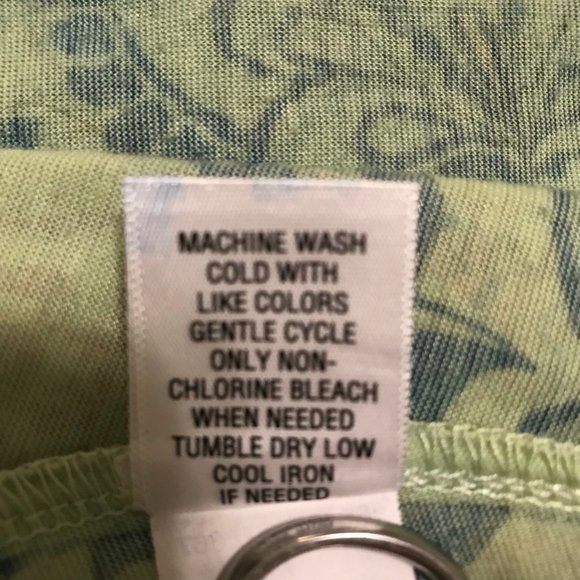 MACHINE WASH
COLD WITH
LIKE COLORS
GENTLE CYCLE
ONLY NON-
CHLORINE BLEACH
WHEN NEEDED
TUMBLE DRY LOW
COOL IRON
IF NEEDED